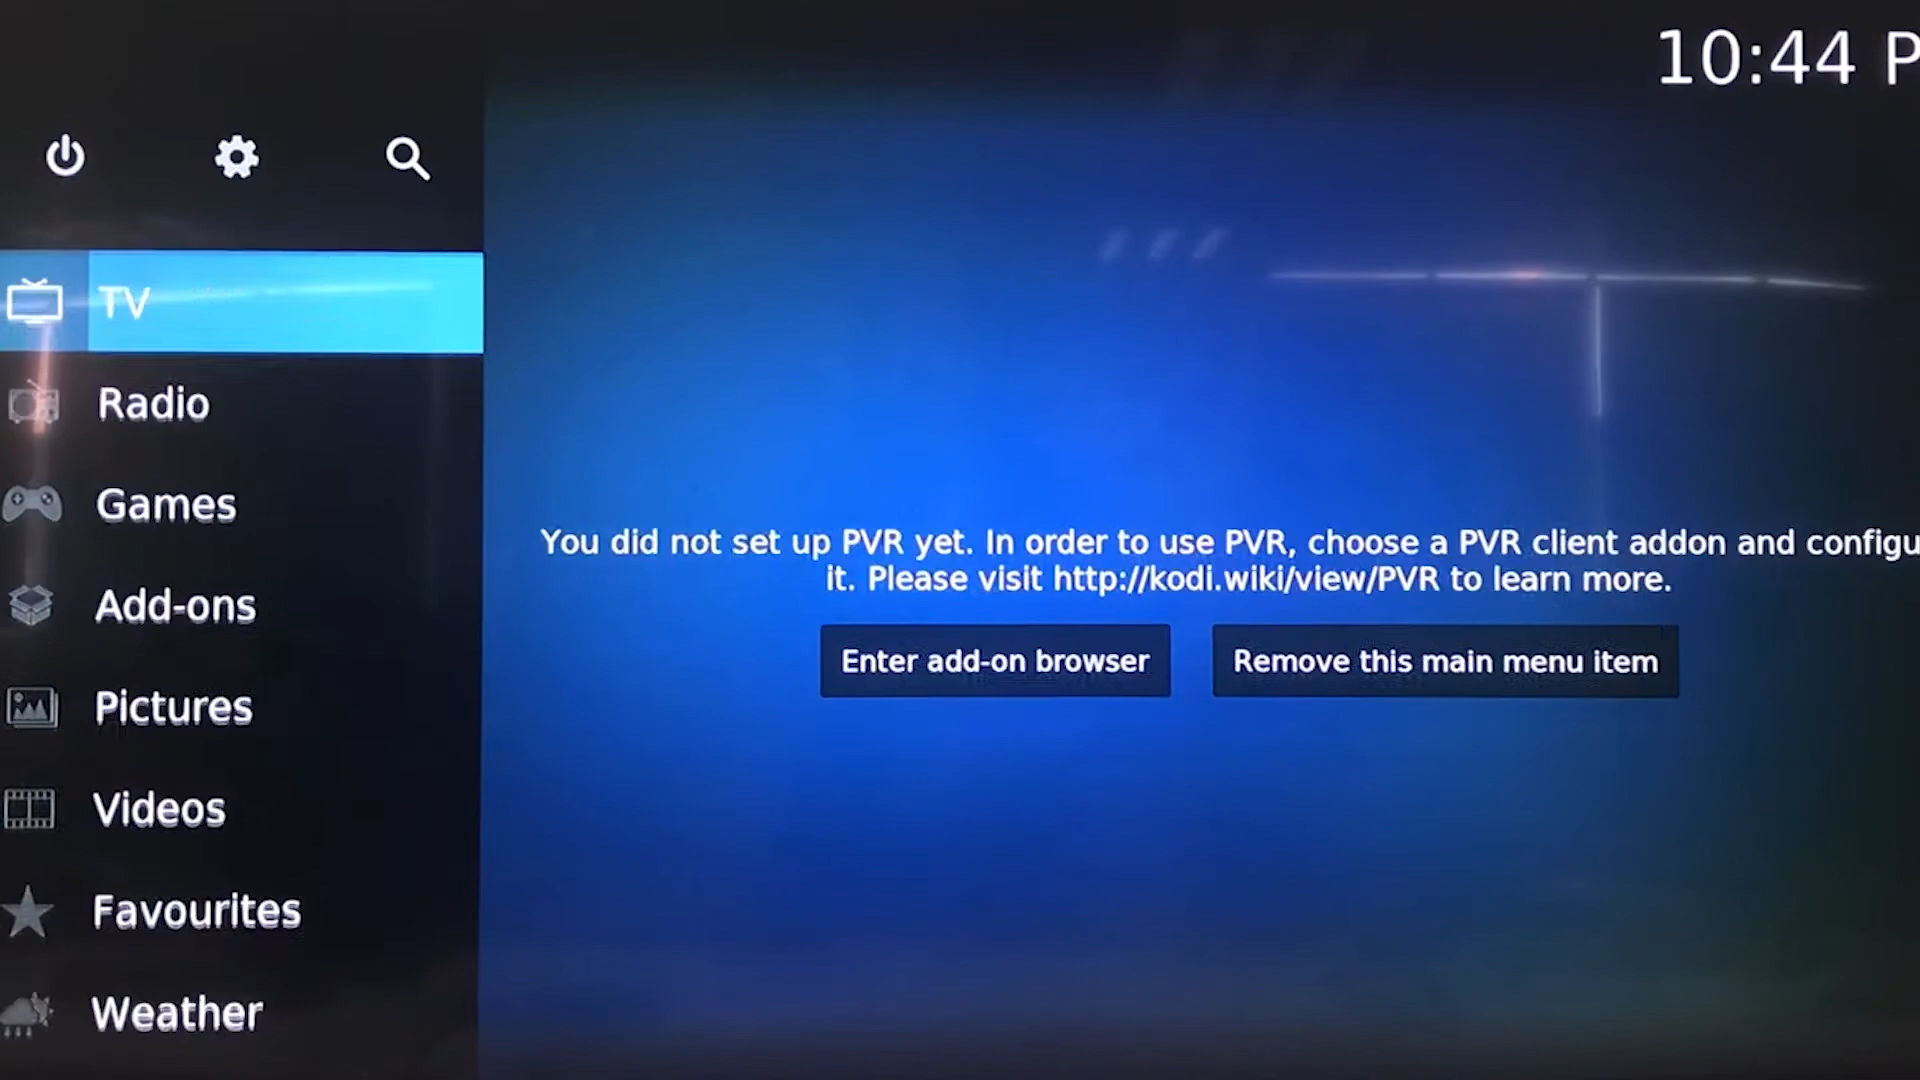 10:44 P
TV
Radio
Games
Add-ons
Pictures
Videos
Favourites
Weather
You did not set up PVR yet. In order to use PVR, choose a PVR client addon and configu
it. Please visit http://kodi.wiki/view/PVR to learn more.
Enter add-on browser
Remove this main menu item